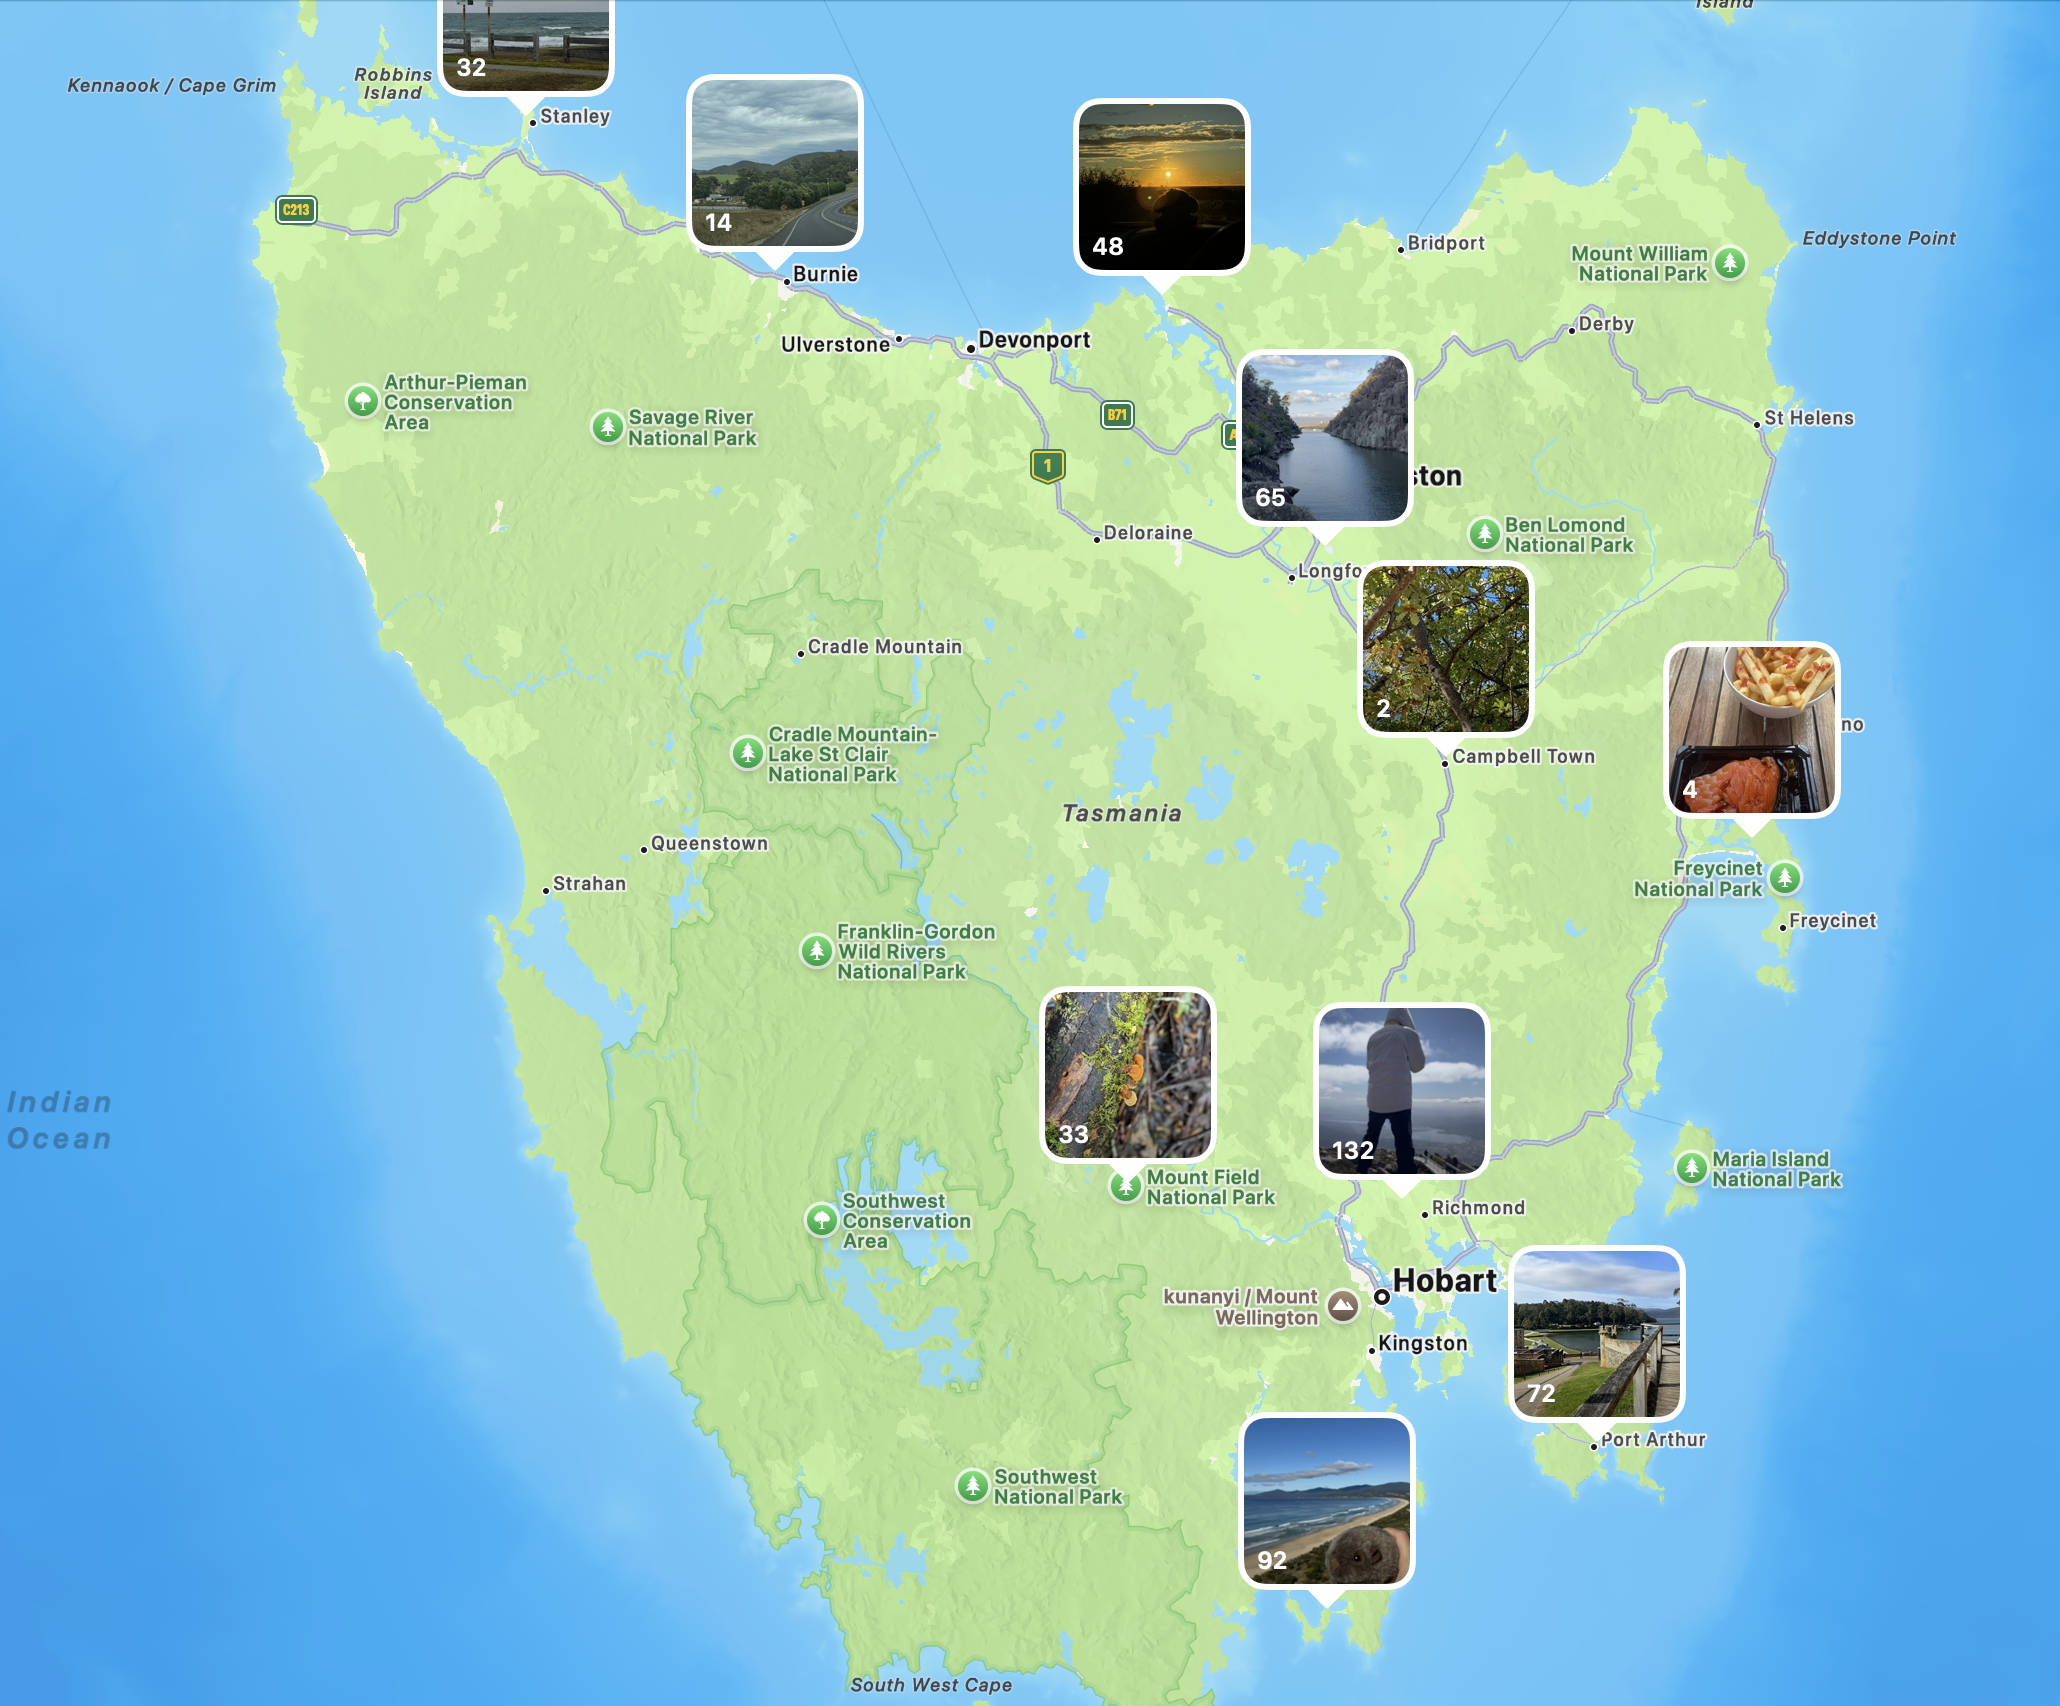 Island
32
Kennaook / Cape Grim
Robbins
Island
Stanley
14
48
C213
Bridport
Eddystone Point
Mount William
National Park
Burnie
Derby
Ulverstone
Devonport
Arthur-Pieman
Conservation
Area
Savage River
National Park
B71
St Helens
1
65
ston
Deloraine
Ben Lomond
National Park
Longfo
Cradle Mountain
2
no
4
Cradle Mountain-
Lake St Clair
National Park
Campbell Town
Tasmania
Queenstown
Strahan
Freycinet
National Park
Freycinet
Franklin-Gordon
Wild Rivers
National Park
Indian
Ocean
33
132
Mount Field
National Park
Maria Island
National Park
Southwest
Conservation
Area
Richmond
kunanyi / Mount
Wellington
Hobart
Kingston
72
Port Arthur
Southwest
National Park
92
South West Cape